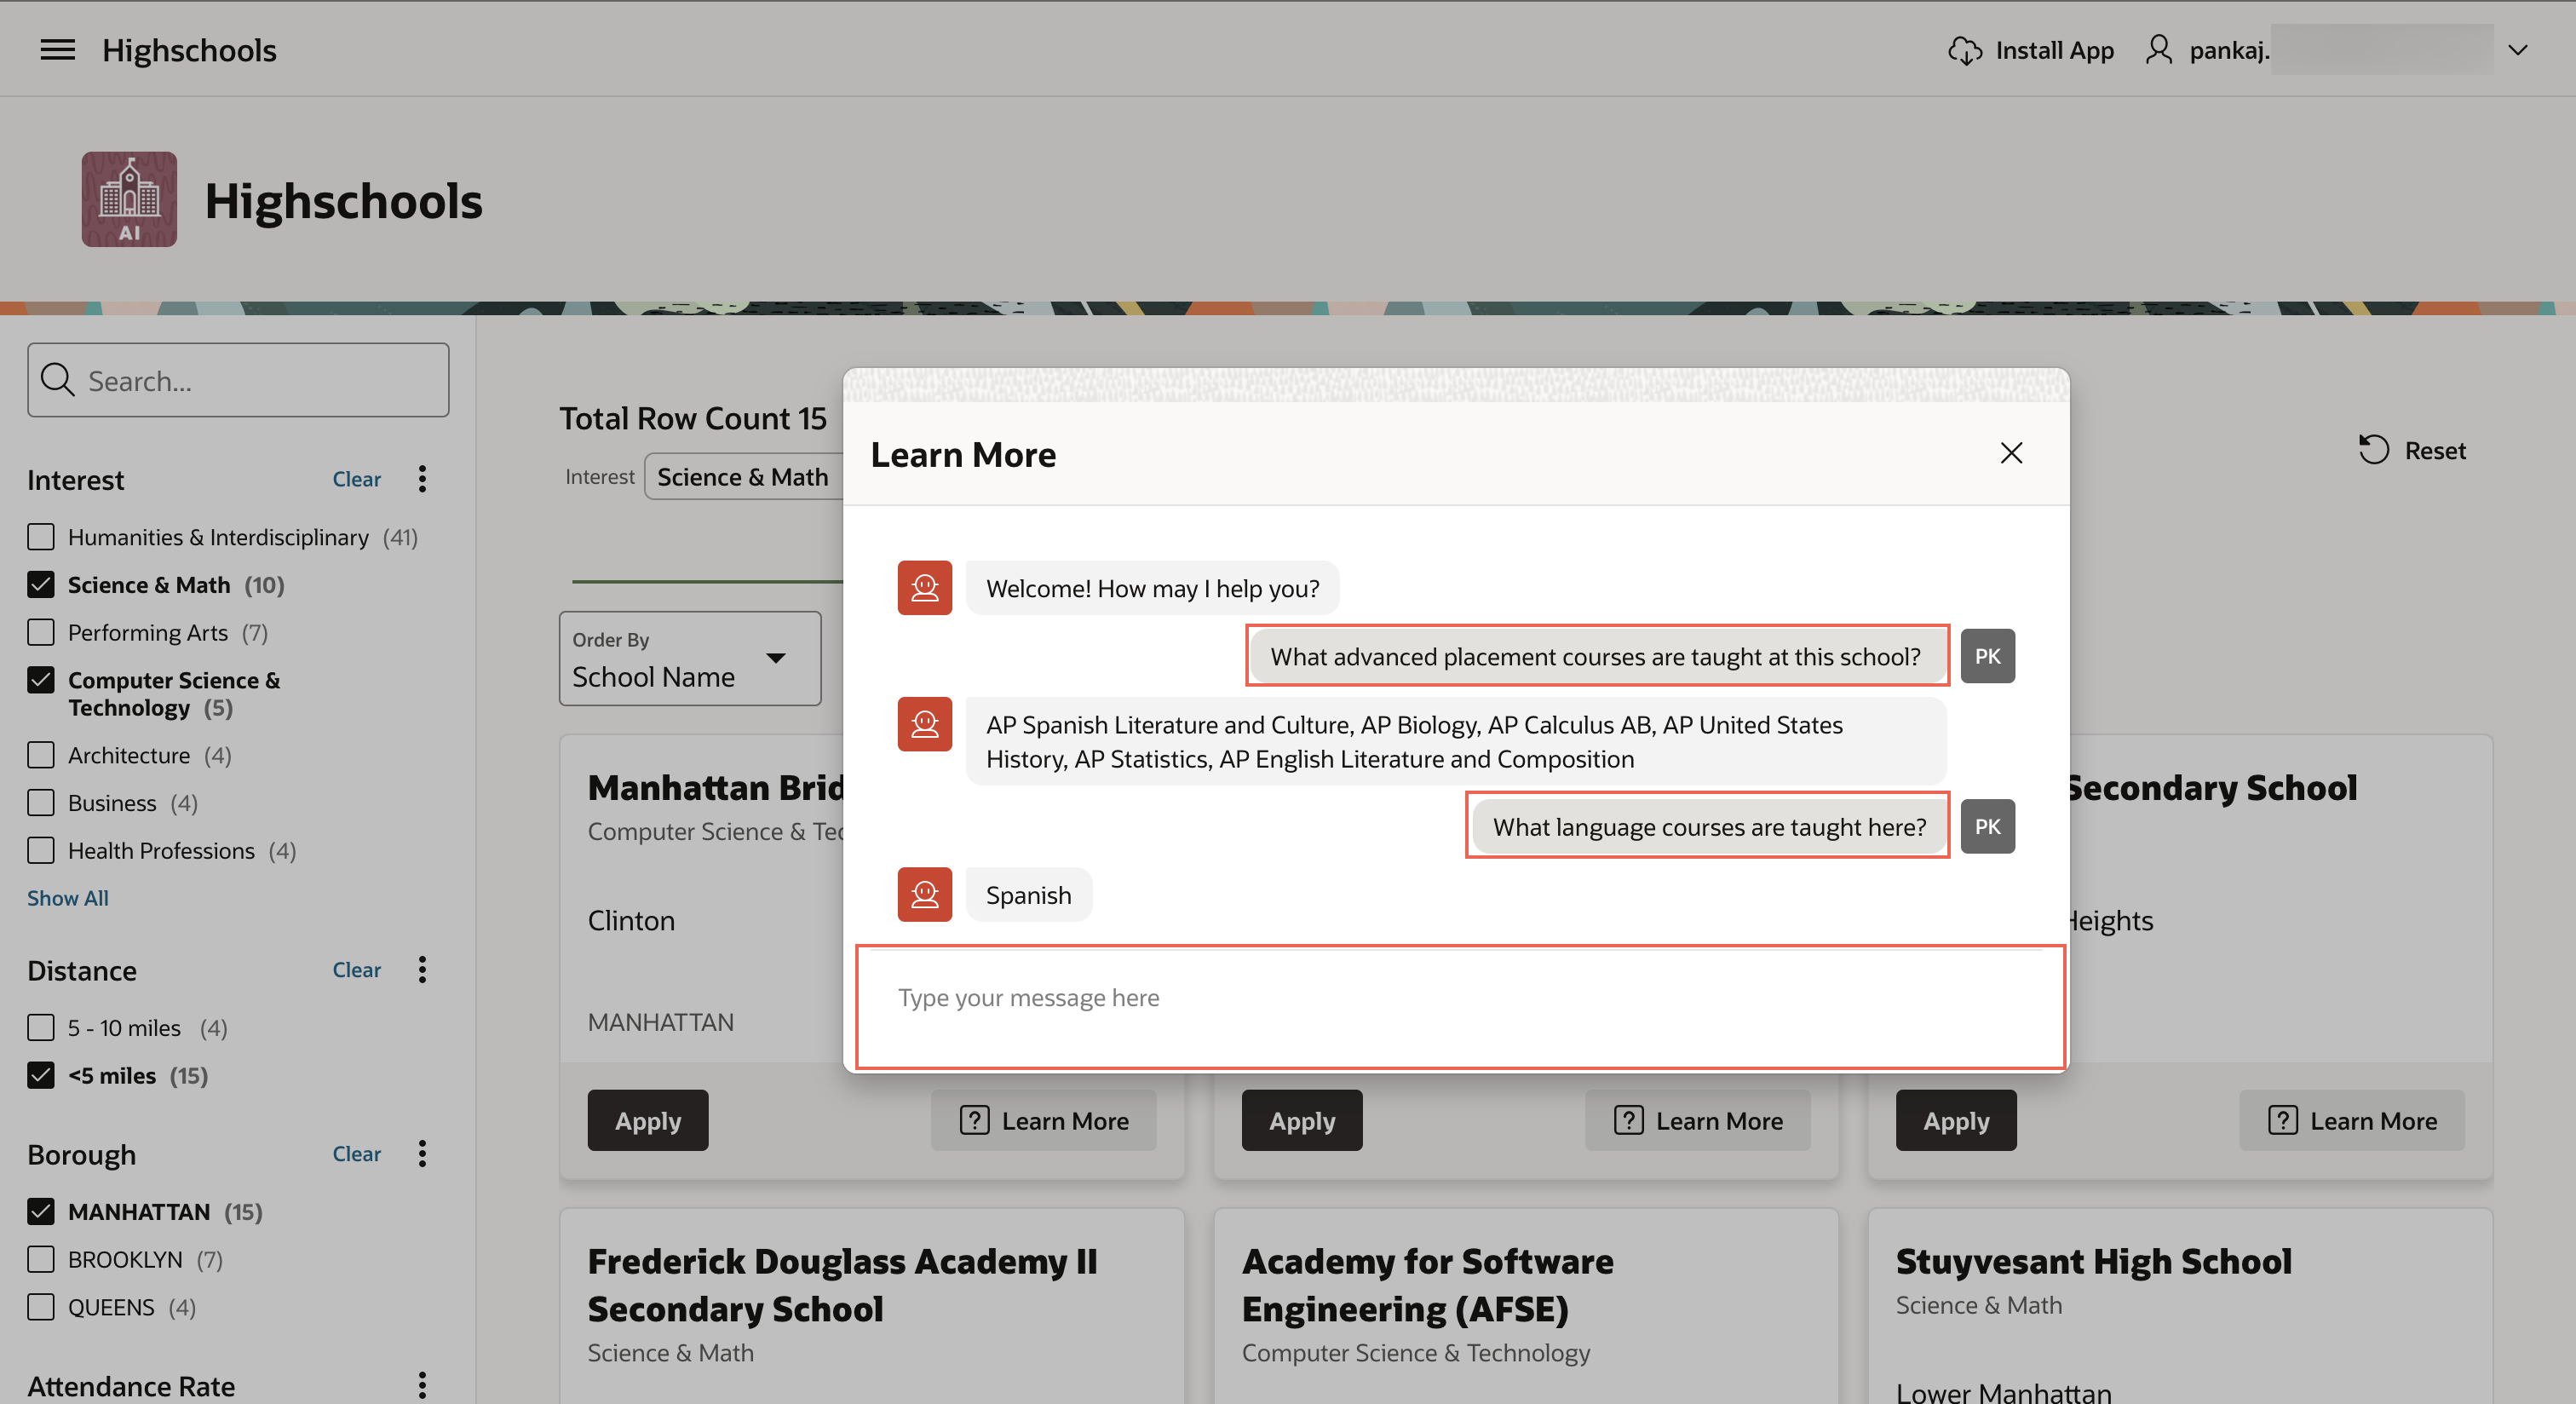 Highschools
Install App
pankaj.
AI
Highschools
Search...
Interest
Clear
Humanities & Interdisciplinary (41)
Science & Math (10)
Performing Arts (7)
Computer Science &
Technology (5)
Architecture (4)
Business (4)
Health Professions (4)
Show All
Distance
Clear
5 - 10 miles (4)
<5 miles (15)
Borough
Clear
MANHATTAN (15)
BROOKLYN (7)
QUEENS (4)
Attendance Rate
Total Row Count 15
Interest
Science & Math
Reset
Order By
School Name
Learn More
Welcome! How may I help you?
What advanced placement courses are taught at this school?
PK
AP Spanish Literature and Culture, AP Biology, AP Calculus AB, AP United States
History, AP Statistics, AP English Literature and Composition
What language courses are taught here?
PK
Spanish
Type your message here
Manhattan Brid
Computer Science & Tec
Clinton
MANHATTAN
Apply
Learn More
Apply
Learn More
Secondary School
Heights
Apply
Learn More
Frederick Douglass Academy II
Secondary School
Science & Math
Academy for Software
Engineering (AFSE)
Computer Science & Technology
Stuyvesant High School
Science & Math
Lower Manhattan